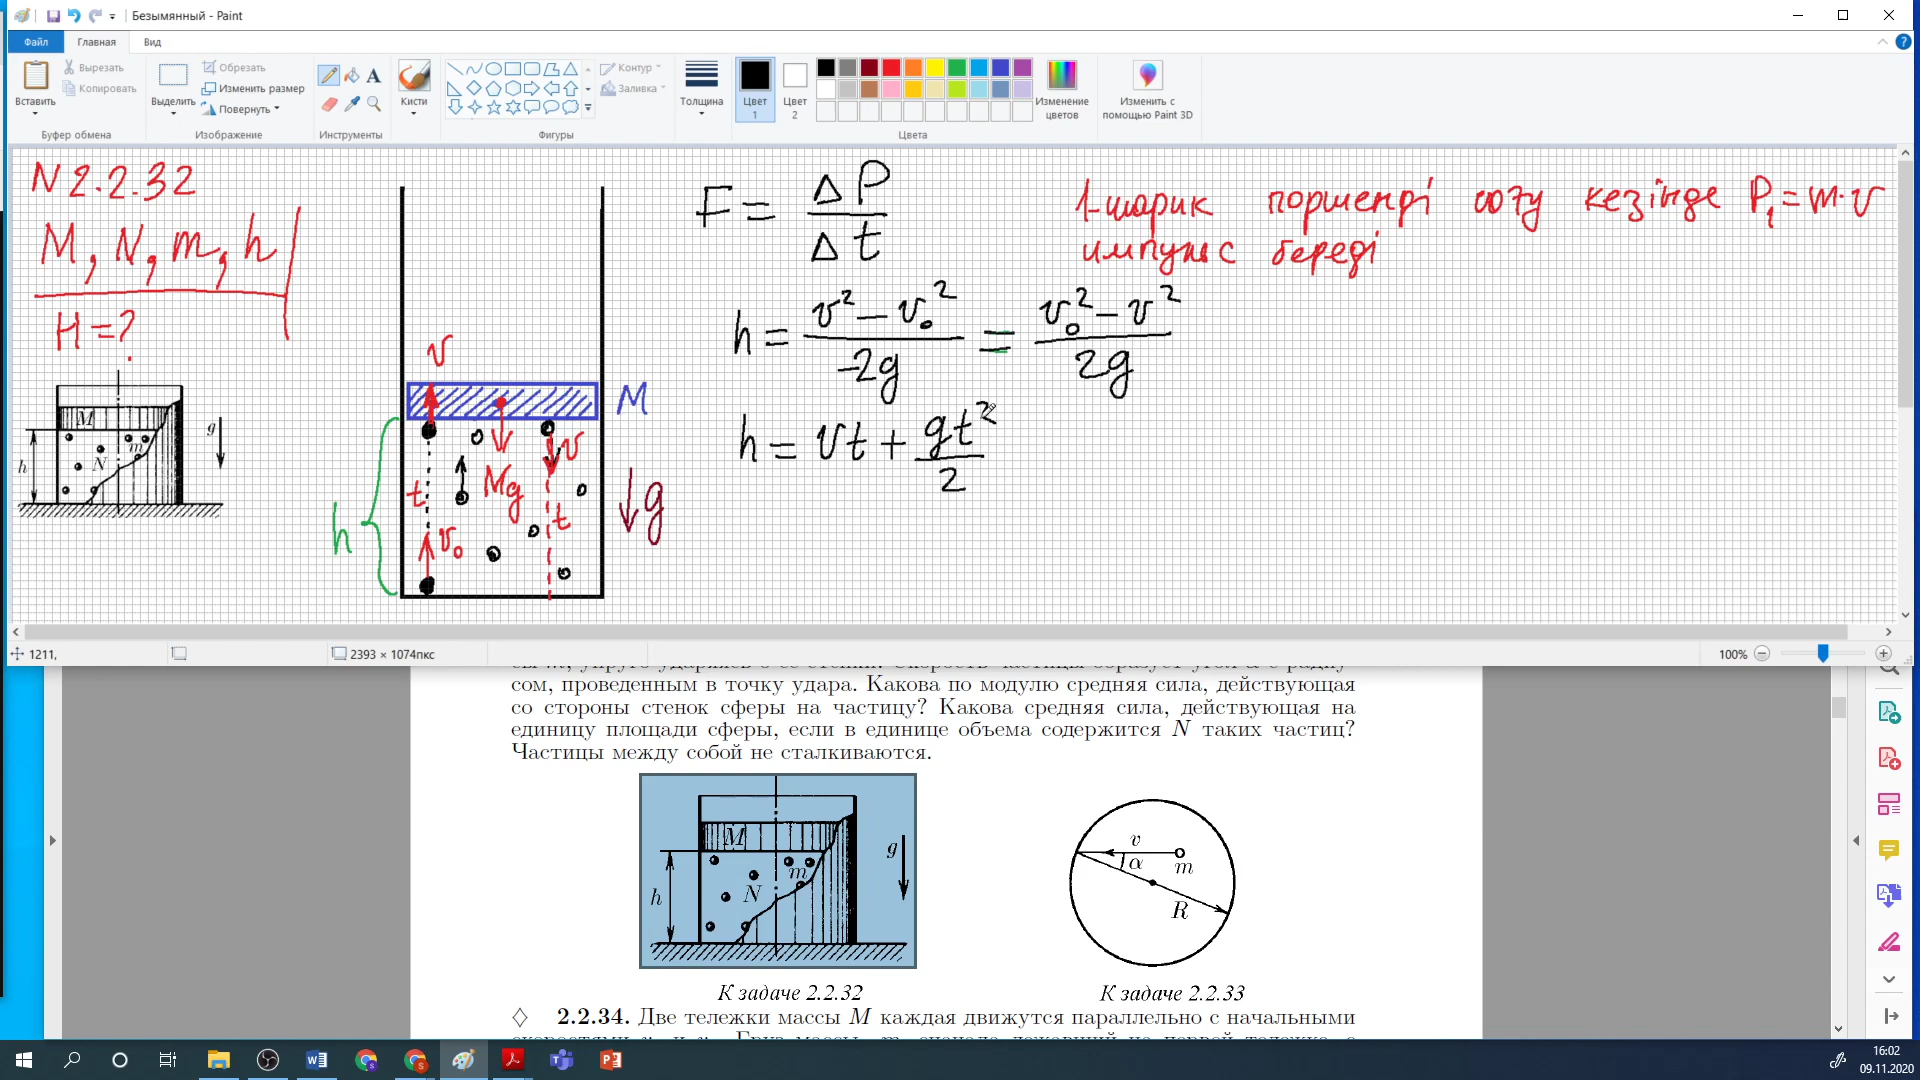 Безымянный - Paint
Файл Главная Вид
Вставить Вырезать Копировать
Выделить Обрезать Изменить размер Повернуть
Кисти
Контур Заливка
Толщина
Цвет 1 Цвет 2
Изменение цветов
Изменить с помощью Paint 3D
Буфер обмена Изображение Инструменты Фигуры Цвета
N 2.2.32
M, N, m, h
H = ?
M
N
m
h
g
v
M
Mg
v
t
t
v₀
h
g
F = ΔP / Δt
h = (v² − v₀²) / −2g = (v₀² − v²) / 2g
h = vt + gt² / 2
1-шарик поршенді соғу кезінде P₁ = m·v
импульс береді
1211,
2393 × 1074пкс
100%
сом, проведенным в точку удара. Какова по модулю средняя сила, действующая
со стороны стенок сферы на частицу? Какова средняя сила, действующая на
единицу площади сферы, если в единице объема содержится N таких частиц?
Частицы между собой не сталкиваются.
M
N
m
h
g
v
α
m
R
К задаче 2.2.32
К задаче 2.2.33
◇ 2.2.34. Две тележки массы M каждая движутся параллельно с начальными
16:02
09.11.2020